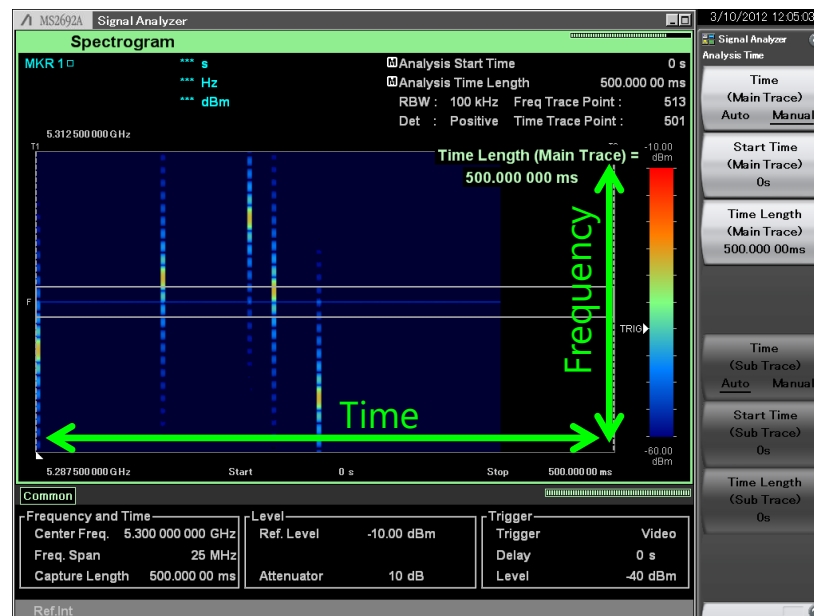 MS2692A Signal Analyzer
3/10/2012 12:05:03
Spectrogram
MKR 1
*** s
*** Hz
*** dBm
M Analysis Start Time 0 s
M Analysis Time Length 500.000 00 ms
RBW : 100 kHz Freq Trace Point : 513
Det : Positive Time Trace Point : 501
5.312 500 000 GHz
T1
-10.00
dBm
Time Length (Main Trace) =
500.000 000 ms
F
Frequency
TRIG
Time
-60.00
dBm
5.287 500 000 GHz Start 0 s Stop 500.000 00 ms
Common
Frequency and Time
Center Freq. 5.300 000 000 GHz
Freq. Span 25 MHz
Capture Length 500.000 00 ms
Level
Ref. Level -10.00 dBm
Attenuator 10 dB
Trigger
Trigger Video
Delay 0 s
Level -40 dBm
Ref.Int
Signal Analyzer
Analysis Time
Time
(Main Trace)
Auto Manual
Start Time
(Main Trace)
0s
Time Length
(Main Trace)
500.000 00ms
Time
(Sub Trace)
Auto Manual
Start Time
(Sub Trace)
0s
Time Length
(Sub Trace)
0s